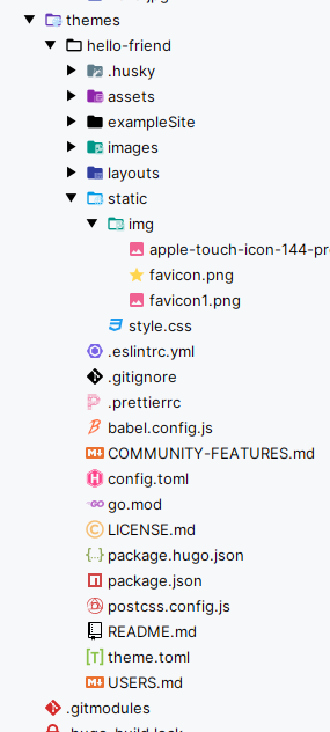 themes
hello-friend
.husky
assets
exampleSite
images
layouts
static
img
apple-touch-icon-144-pr
favicon.png
favicon1.png
style.css
.eslintrc.yml
.gitignore
.prettierrc
babel.config.js
COMMUNITY-FEATURES.md
config.toml
go.mod
LICENSE.md
package.hugo.json
package.json
postcss.config.js
README.md
theme.toml
USERS.md
.gitmodules